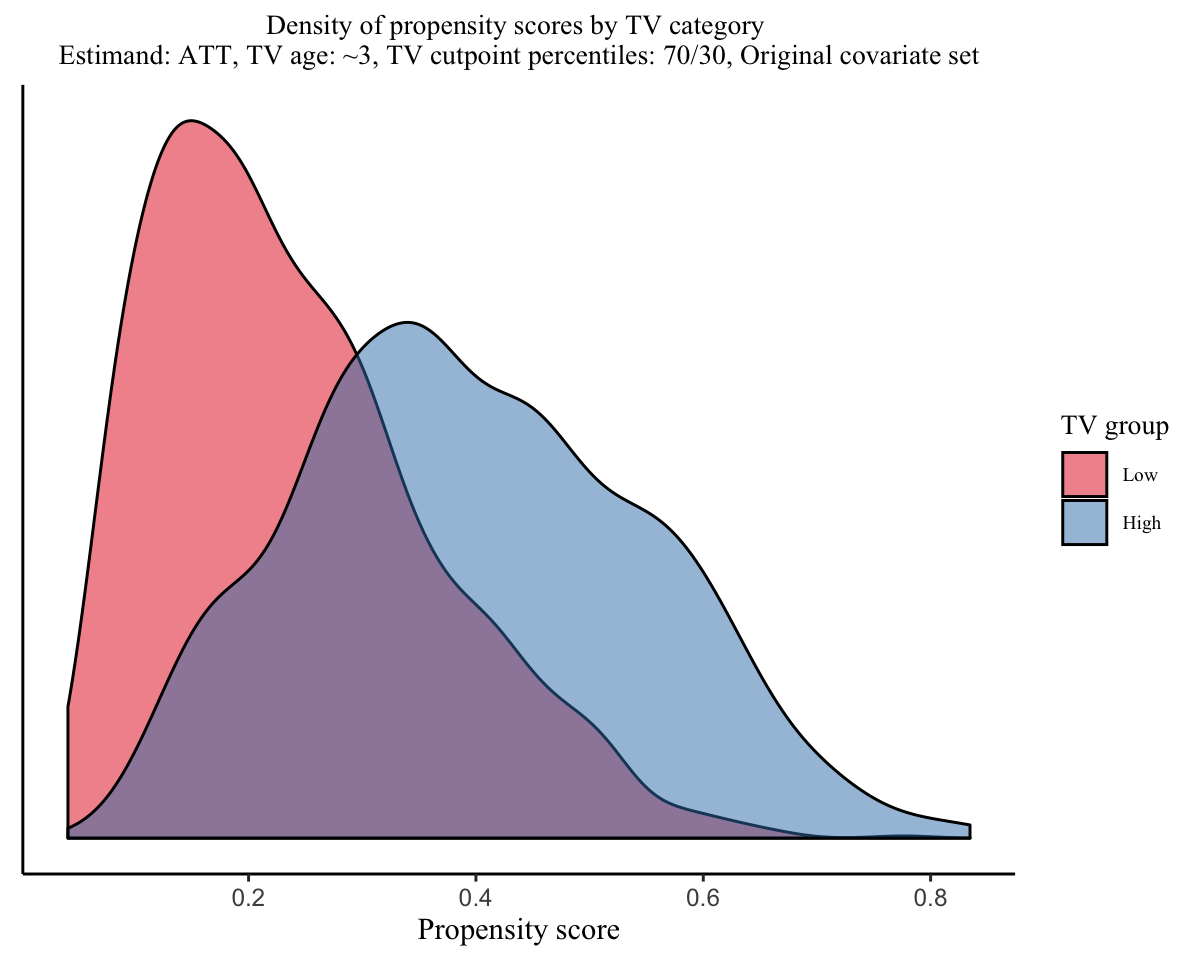 Density of propensity scores by TV category
Estimand: ATT, TV age: ~3, TV cutpoint percentiles: 70/30, Original covariate set
TV group
Low
High
0.2
0.4
0.6
0.8
Propensity score